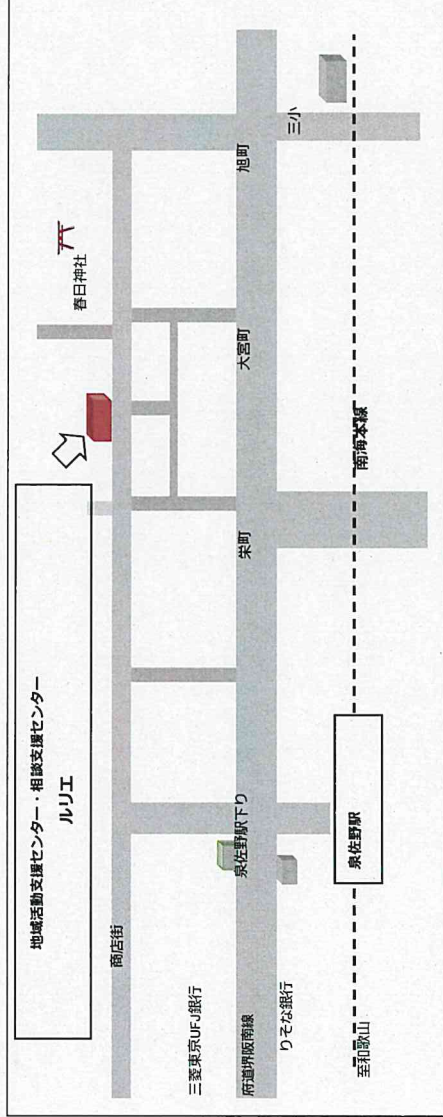 地域活動支援センター・相談支援センター
ルリエ
春日神社
商店街
三菱東京UFJ銀行
泉佐野駅下り
栄町
大宮町
旭町
三小
府道堺阪南線
りそな銀行
南海本線
泉佐野駅
至和歌山